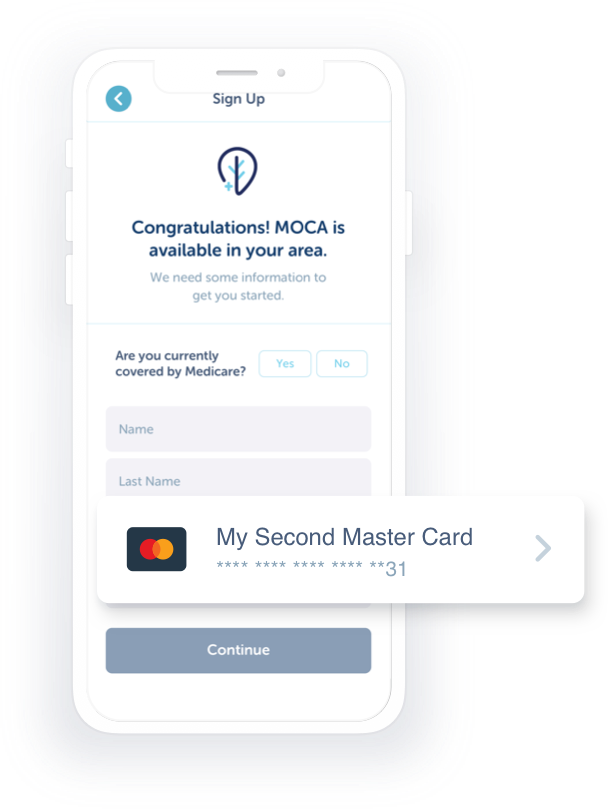 Sign Up
Congratulations! MOCA is
available in your area.
We need some information to
get you started.
Are you currently
covered by Medicare?
Yes
No
Name
Last Name
My Second Master Card
**** **** **** **** **31
Continue